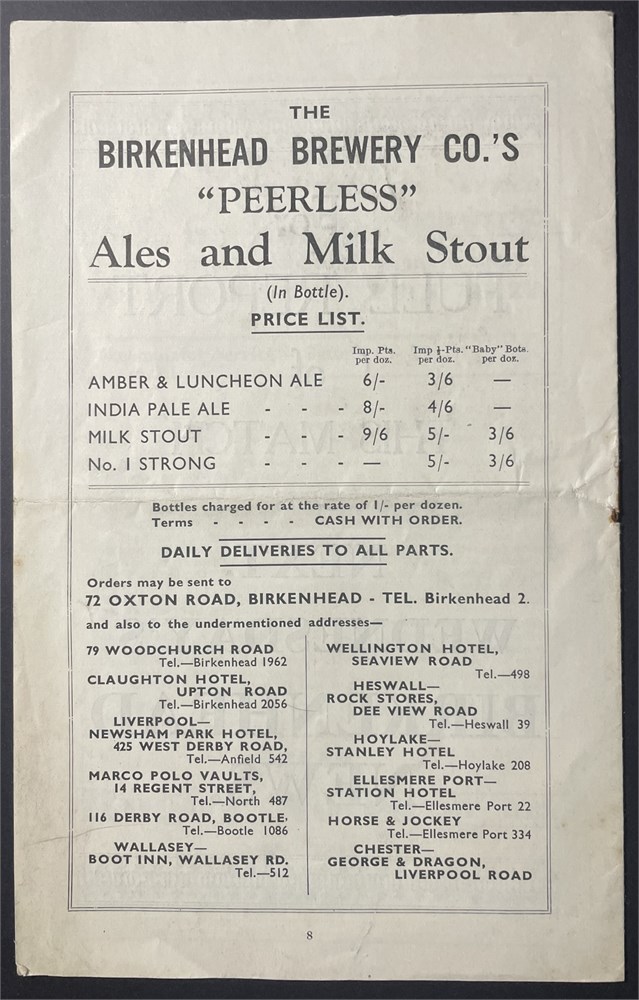 THE
BIRKENHEAD BREWERY CO.'S
"PEERLESS"
Ales and Milk Stout
(In Bottle).
PRICE LIST.
Imp. Pts. per doz. Imp ½-Pts. per doz. "Baby" Bots. per doz.
AMBER & LUNCHEON ALE 6/- 3/6 —
INDIA PALE ALE - - - 8/- 4/6 —
MILK STOUT - - - 9/6 5/- 3/6
No. 1 STRONG - - - — 5/- 3/6
Bottles charged for at the rate of 1/- per dozen.
Terms - - - - CASH WITH ORDER.
DAILY DELIVERIES TO ALL PARTS.
Orders may be sent to
72 OXTON ROAD, BIRKENHEAD - TEL. Birkenhead 2.
and also to the undermentioned addresses—
79 WOODCHURCH ROAD
Tel.—Birkenhead 1962
CLAUGHTON HOTEL,
UPTON ROAD
Tel.—Birkenhead 2056
LIVERPOOL—
NEWSHAM PARK HOTEL,
425 WEST DERBY ROAD,
Tel.—Anfield 542
MARCO POLO VAULTS,
14 REGENT STREET,
Tel.—North 487
116 DERBY ROAD, BOOTLE,
Tel.—Bootle 1086
WALLASEY—
BOOT INN, WALLASEY RD.
Tel.—512
WELLINGTON HOTEL,
SEAVIEW ROAD
Tel.—498
HESWALL—
ROCK STORES,
DEE VIEW ROAD
Tel.—Heswall 39
HOYLAKE—
STANLEY HOTEL
Tel.—Hoylake 208
ELLESMERE PORT—
STATION HOTEL
Tel.—Ellesmere Port 22
HORSE & JOCKEY
Tel.—Ellesmere Port 334
CHESTER—
GEORGE & DRAGON,
LIVERPOOL ROAD
8